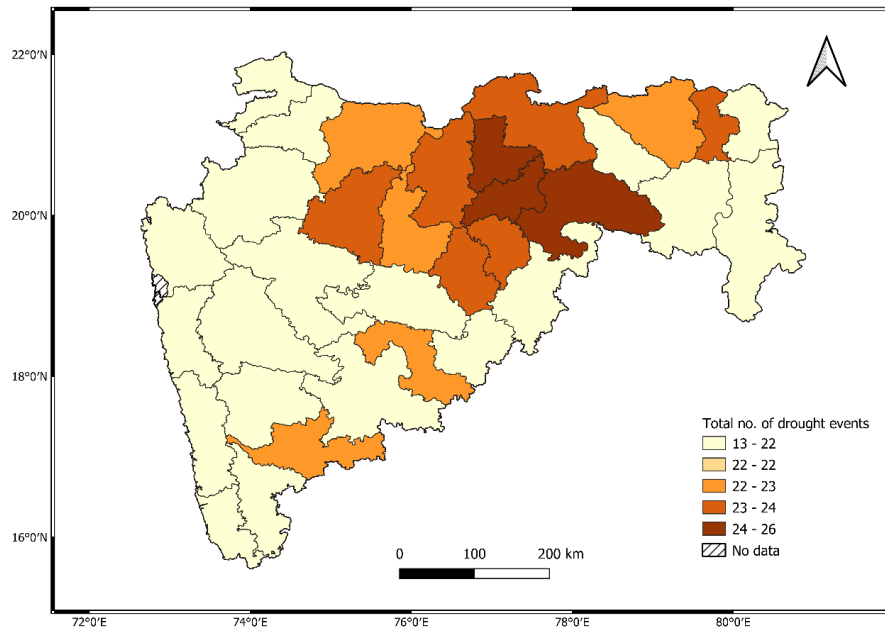 22°0'N
20°0'N
18°0'N
16°0'N
Total no. of drought events
13 - 22
22 - 22
22 - 23
23 - 24
24 - 26
No data
0 100 200 km
72°0'E 74°0'E 76°0'E 78°0'E 80°0'E